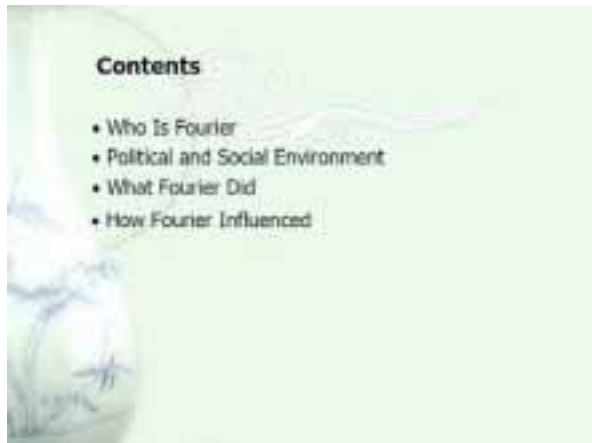 Contents
• Who Is Fourier
• Political and Social Environment
• What Fourier Did
• How Fourier Influenced